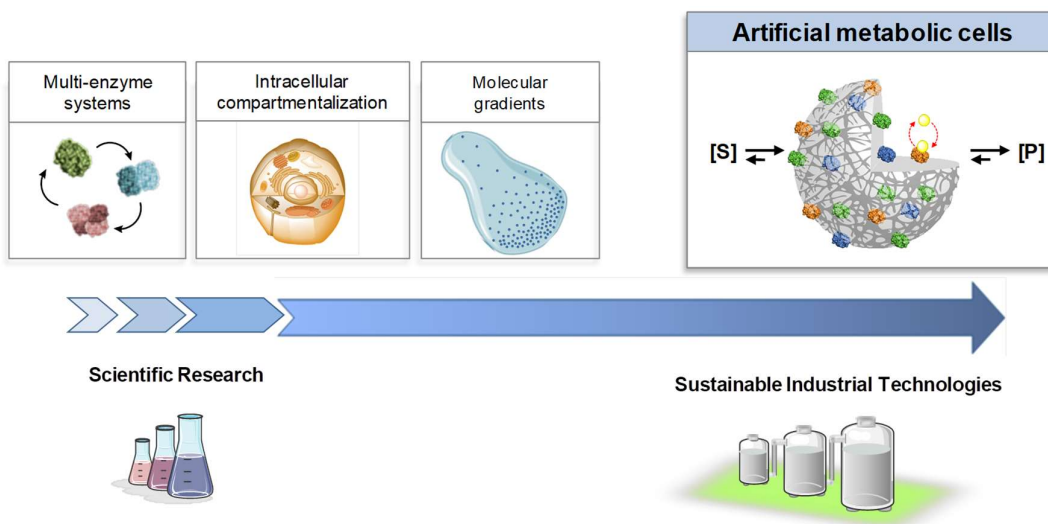 Artificial metabolic cells
Multi-enzyme
systems
Intracellular
compartmentalization
Molecular
gradients
[S]
[P]
Scientific Research
Sustainable Industrial Technologies